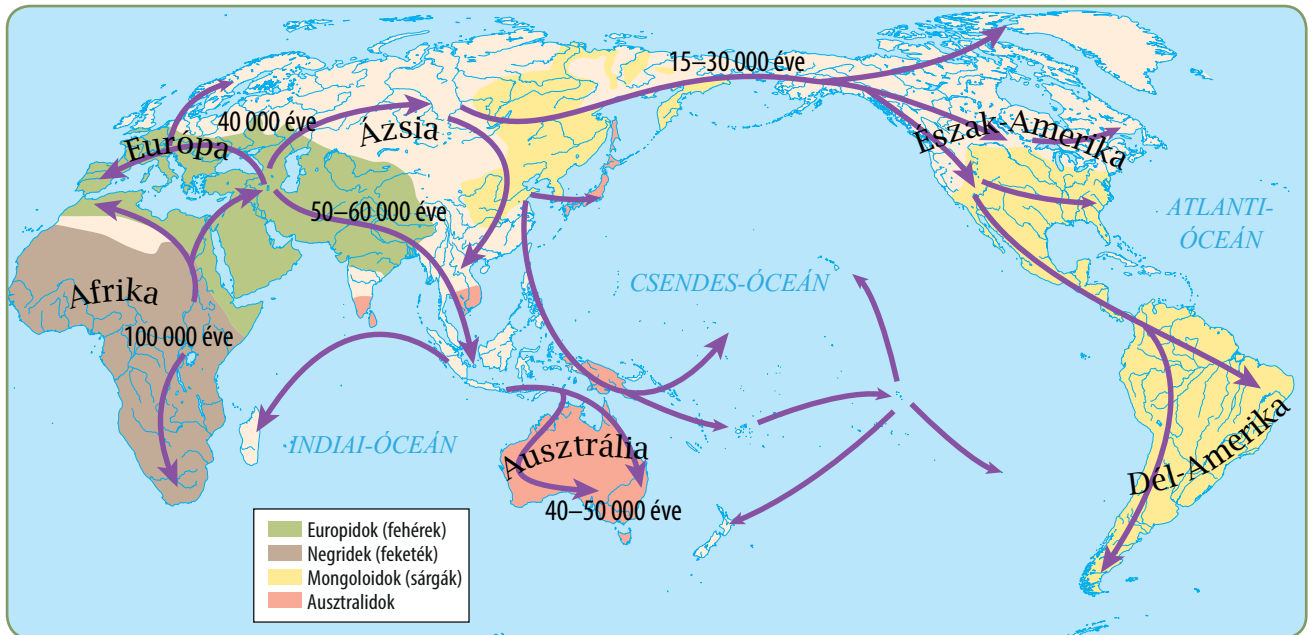 15–30 000 éve
40 000 éve
Ázsia
Európa
Észak-Amerika
50–60 000 éve
ATLANTI-
ÓCEÁN
CSENDES-ÓCEÁN
Afrika
100 000 éve
INDIAI-ÓCEÁN
Ausztrália
Dél-Amerika
40–50 000 éve
Europidok (fehérek)
Negridek (feketék)
Mongoloidok (sárgák)
Ausztralidok